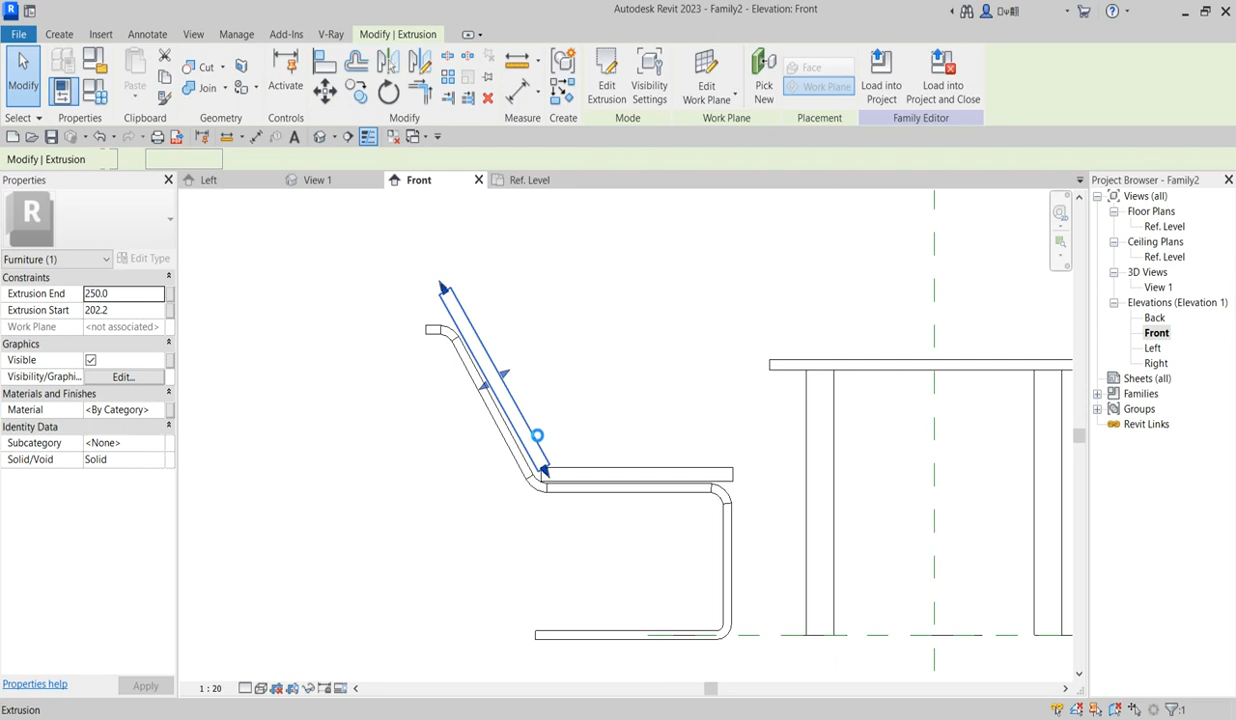 Autodesk Revit 2023 - Family2 - Elevation: Front
File Create Insert Annotate View Manage Add-Ins V-Ray Modify | Extrusion
Modify Paste Cut Join Activate Edit Extrusion Visibility Settings Edit Work Plane Pick New Face Work Plane Load into Project Load into Project and Close
Select Properties Clipboard Geometry Controls Modify Measure Create Mode Work Plane Placement Family Editor
Modify | Extrusion
Properties
Left View 1 Front Ref. Level
Project Browser - Family2
R
Furniture (1) Edit Type
Constraints
Extrusion End 250.0
Extrusion Start 202.2
Work Plane <not associated>
Graphics
Visible
Visibility/Graphi... Edit...
Materials and Finishes
Material <By Category>
Identity Data
Subcategory <None>
Solid/Void Solid
Properties help Apply
Views (all)
Floor Plans
Ref. Level
Ceiling Plans
Ref. Level
3D Views
View 1
Elevations (Elevation 1)
Back
Front
Left
Right
Sheets (all)
Families
Groups
Revit Links
1 : 20
Extrusion
:1